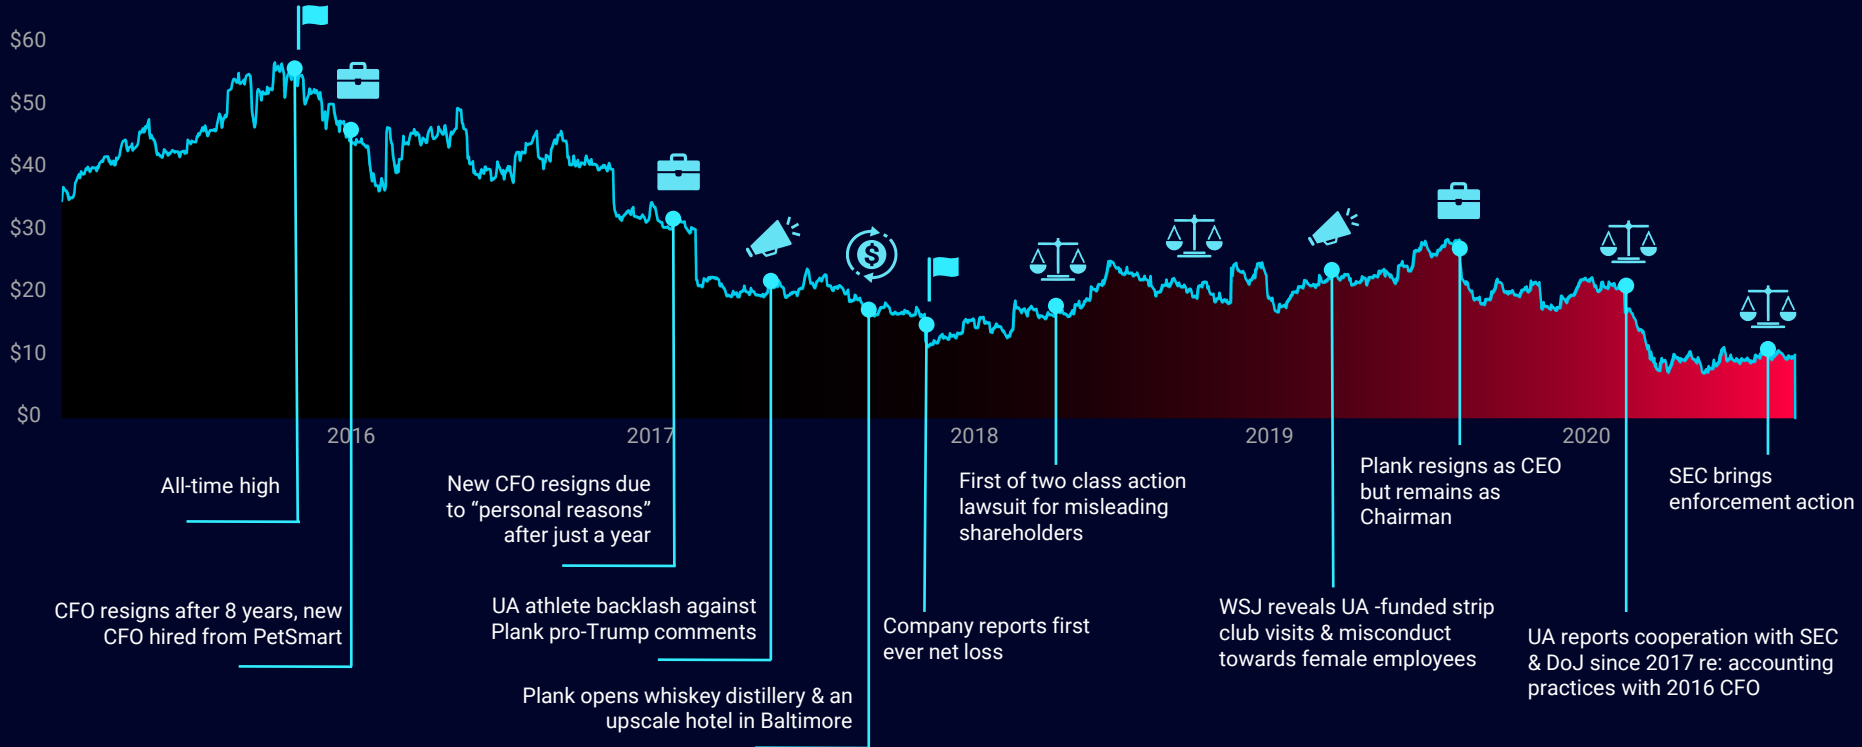 $60
$50
$40
$30
$20
$10
$0
2016
2017
2018
2019
2020
All-time high
CFO resigns after 8 years, new
CFO hired from PetSmart
New CFO resigns due
to “personal reasons”
after just a year
UA athlete backlash against
Plank pro-Trump comments
Plank opens whiskey distillery & an
upscale hotel in Baltimore
Company reports first
ever net loss
First of two class action
lawsuit for misleading
shareholders
WSJ reveals UA -funded strip
club visits & misconduct
towards female employees
Plank resigns as CEO
but remains as
Chairman
UA reports cooperation with SEC
& DoJ since 2017 re: accounting
practices with 2016 CFO
SEC brings
enforcement action